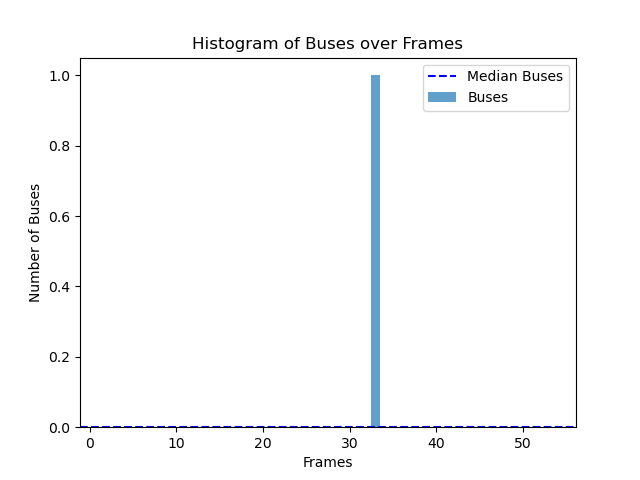 Histogram of Buses over Frames
Median Buses
Buses
1.0
0.8
0.6
0.4
0.2
0.0
Number of Buses
0 10 20 30 40 50
Frames